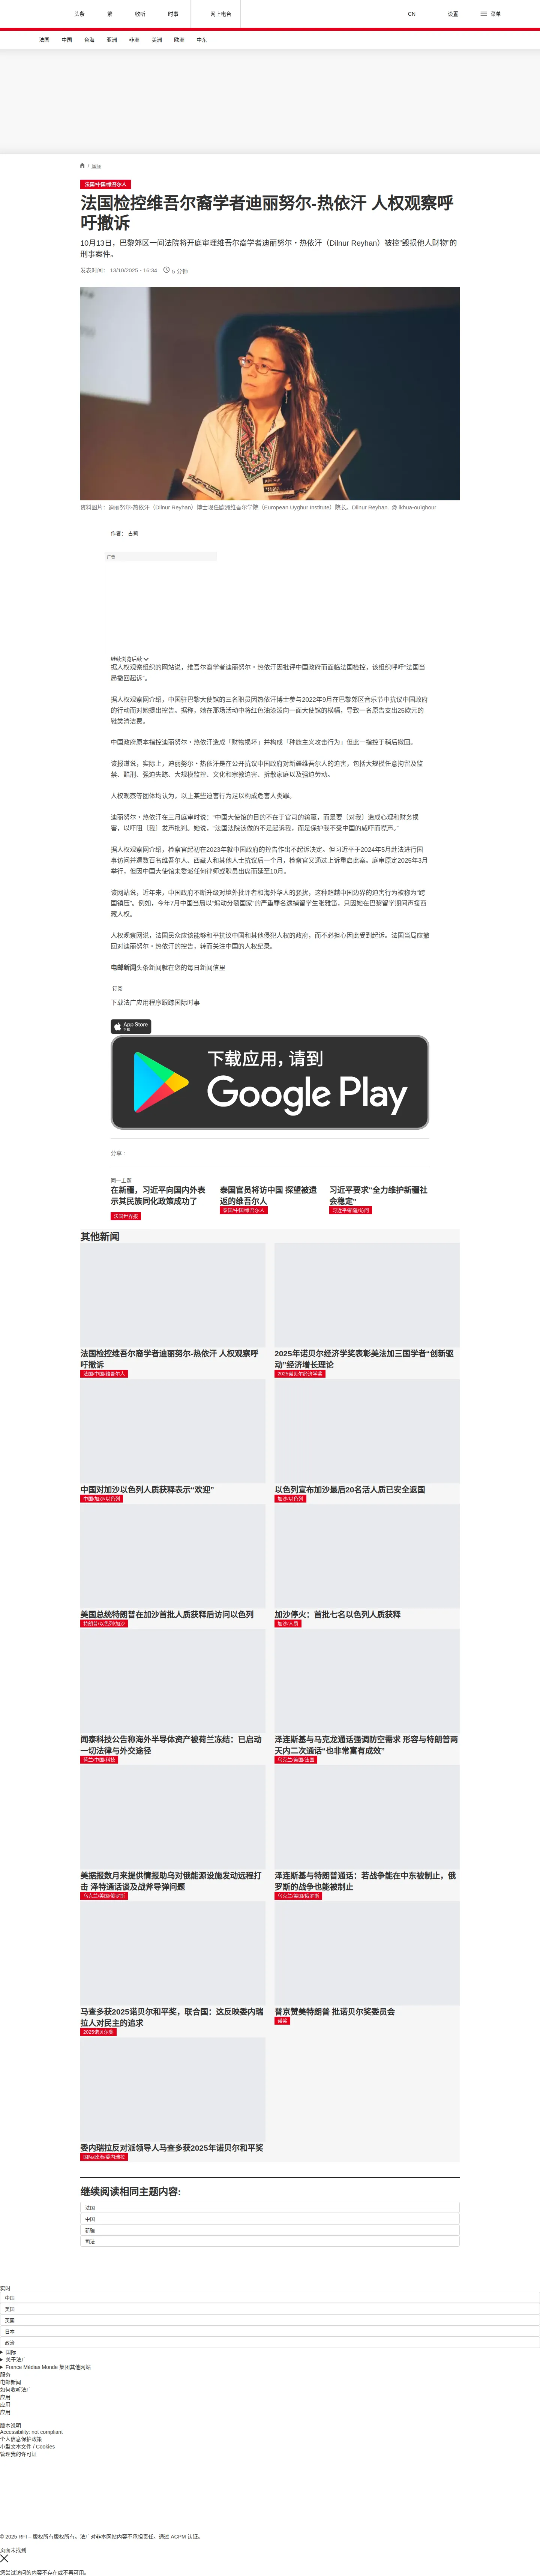 头条
繁
收听
时事
网上电台
CN
设置
菜单
法国
中国
台海
亚洲
非洲
美洲
欧洲
中东
/ 国际
法国/中国/维吾尔人
法国检控维吾尔裔学者迪丽努尔-热依汗 人权观察呼
吁撤诉
10月13日，巴黎郊区一间法院将开庭审理维吾尔裔学者迪丽努尔・热依汗（Dilnur Reyhan）被控“毁损他人财物”的
刑事案件。
发表时间： 13/10/2025 - 16:34
5 分钟
资料图片：迪丽努尔-热依汗（Dilnur Reyhan）博士现任欧洲维吾尔学院（European Uyghur Institute）院长。Dilnur Reyhan. @ Ikhua-ouïghour
作者： 古莉
广告
继续浏览后续
据人权观察组织的网站说，维吾尔裔学者迪丽努尔・热依汗因批评中国政府而面临法国检控，该组织呼吁“法国当
局撤回起诉”。
据人权观察网介绍，中国驻巴黎大使馆的三名职员因热依汗博士参与2022年9月在巴黎郊区音乐节中抗议中国政府
的行动而对她提出控告。据称，她在那场活动中将红色油漆泼向一面大使馆的横幅，导致一名原告支出25欧元的
鞋类清洁费。
中国政府原本指控迪丽努尔・热依汗造成「财物损坏」并构成「种族主义攻击行为」但此一指控于稍后撤回。
该报道说，实际上，迪丽努尔・热依汗是在公开抗议中国政府对新疆维吾尔人的迫害，包括大规模任意拘留及监
禁、酷刑、强迫失踪、大规模监控、文化和宗教迫害、拆散家庭以及强迫劳动。
人权观察等团体均认为，以上某些迫害行为足以构成危害人类罪。
迪丽努尔・热依汗在三月庭审时说：“中国大使馆的目的不在于官司的输赢，而是要〔对我〕造成心理和财务损
害，以吓阻〔我〕发声批判。她说，“法国法院该做的不是起诉我，而是保护我不受中国的威吓而噤声。”
据人权观察网介绍，检察官起初在2023年就中国政府的控告作出不起诉决定。但习近平于2024年5月赴法进行国
事访问并遭数百名维吾尔人、西藏人和其他人士抗议后一个月，检察官又通过上诉重启此案。庭审原定2025年3月
举行，但因中国大使馆未委派任何律师或职员出席而延至10月。
该网站说，近年来，中国政府不断升级对境外批评者和海外华人的骚扰，这种超越中国边界的迫害行为被称为“跨
国镇压”。例如，今年7月中国当局以“煽动分裂国家”的严重罪名逮捕留学生张雅笛，只因她在巴黎留学期间声援西
藏人权。
人权观察网说，法国民众应该能够和平抗议中国和其他侵犯人权的政府，而不必担心因此受到起诉。法国当局应撤
回对迪丽努尔・热依汗的控告，转而关注中国的人权纪录。
电邮新闻头条新闻就在您的每日新闻信里
订阅
下载法广应用程序跟踪国际时事
App Store
下载
下载应用，请到
Google Play
分享 :
同一主题
在新疆，习近平向国内外表
示其民族同化政策成功了
法国世界报
泰国官员将访中国 探望被遣
返的维吾尔人
泰国/中国/维吾尔人
习近平要求“全力维护新疆社
会稳定”
习近平/新疆/访问
其他新闻
法国检控维吾尔裔学者迪丽努尔-热依汗 人权观察呼
吁撤诉
法国/中国/维吾尔人
2025年诺贝尔经济学奖表彰美法加三国学者“创新驱
动”经济增长理论
2025诺贝尔经济学奖
中国对加沙以色列人质获释表示“欢迎”
中国/加沙/以色列
以色列宣布加沙最后20名活人质已安全返国
加沙/以色列
美国总统特朗普在加沙首批人质获释后访问以色列
特朗普/以色列/加沙
加沙停火：首批七名以色列人质获释
加沙/人质
闻泰科技公告称海外半导体资产被荷兰冻结：已启动
一切法律与外交途径
荷兰/中国/科技
泽连斯基与马克龙通话强调防空需求 形容与特朗普两
天内二次通话“也非常富有成效”
乌克兰/美国/法国
美据报数月来提供情报助乌对俄能源设施发动远程打
击 泽特通话谈及战斧导弹问题
乌克兰/美国/俄罗斯
泽连斯基与特朗普通话：若战争能在中东被制止，俄
罗斯的战争也能被制止
乌克兰/美国/俄罗斯
马查多获2025诺贝尔和平奖，联合国：这反映委内瑞
拉人对民主的追求
2025诺贝尔奖
普京赞美特朗普 批诺贝尔奖委员会
诺奖
委内瑞拉反对派领导人马查多获2025年诺贝尔和平奖
国际/政治/委内瑞拉
继续阅读相同主题内容:
法国
中国
新疆
司法
实时
中国
美国
英国
日本
政治
国际
关于法广
France Médias Monde 集团其他网站
服务
电邮新闻
如何收听法广
应用
应用
应用
版本说明
Accessibility: not compliant
个人信息保护政策
小型文本文件 / Cookies
管理我的许可证
© 2025 RFI – 版权所有版权所有。法广对非本网站内容不承担责任。通过 ACPM 认证。
页面未找到
您尝试访问的内容不存在或不再可用。